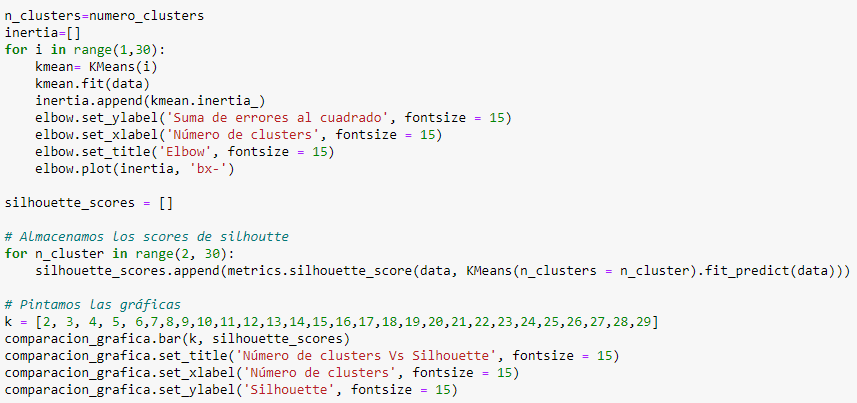 n_clusters=numero_clusters
inertia=[]
for i in range(1,30):
    kmean= KMeans(i)
    kmean.fit(data)
    inertia.append(kmean.inertia_)
    elbow.set_ylabel('Suma de errores al cuadrado', fontsize = 15)
    elbow.set_xlabel('Número de clusters', fontsize = 15)
    elbow.set_title('Elbow', fontsize = 15)
    elbow.plot(inertia, 'bx-')

silhouette_scores = []

# Almacenamos los scores de silhoutte
for n_cluster in range(2, 30):
    silhouette_scores.append(metrics.silhouette_score(data, KMeans(n_clusters = n_cluster).fit_predict(data)))

# Pintamos las gráficas
k = [2, 3, 4, 5, 6,7,8,9,10,11,12,13,14,15,16,17,18,19,20,21,22,23,24,25,26,27,28,29]
comparacion_grafica.bar(k, silhouette_scores)
comparacion_grafica.set_title('Número de clusters Vs Silhouette', fontsize = 15)
comparacion_grafica.set_xlabel('Número de clusters', fontsize = 15)
comparacion_grafica.set_ylabel('Silhouette', fontsize = 15)